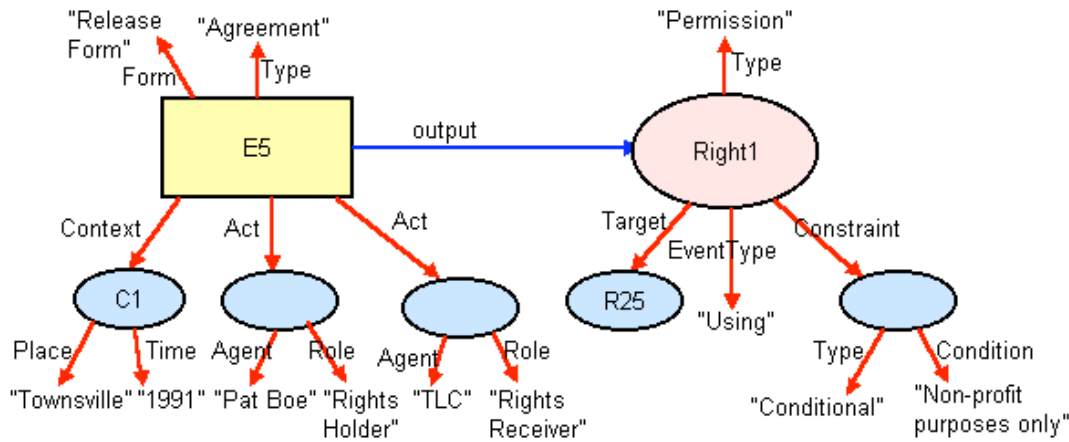 "Release
Form"
"Agreement"
"Permission"
Form
Type
Type
E5
output
Right1
Context
Act
Act
Target
EventType
Constraint
C1
R25
"Using"
Place
Time
Agent
Role
Agent
Role
Type
Condition
"Townsville"
"1991"
"Pat Boe"
"Rights
Holder"
"TLC"
"Rights
Receiver"
"Conditional"
"Non-profit
purposes only"